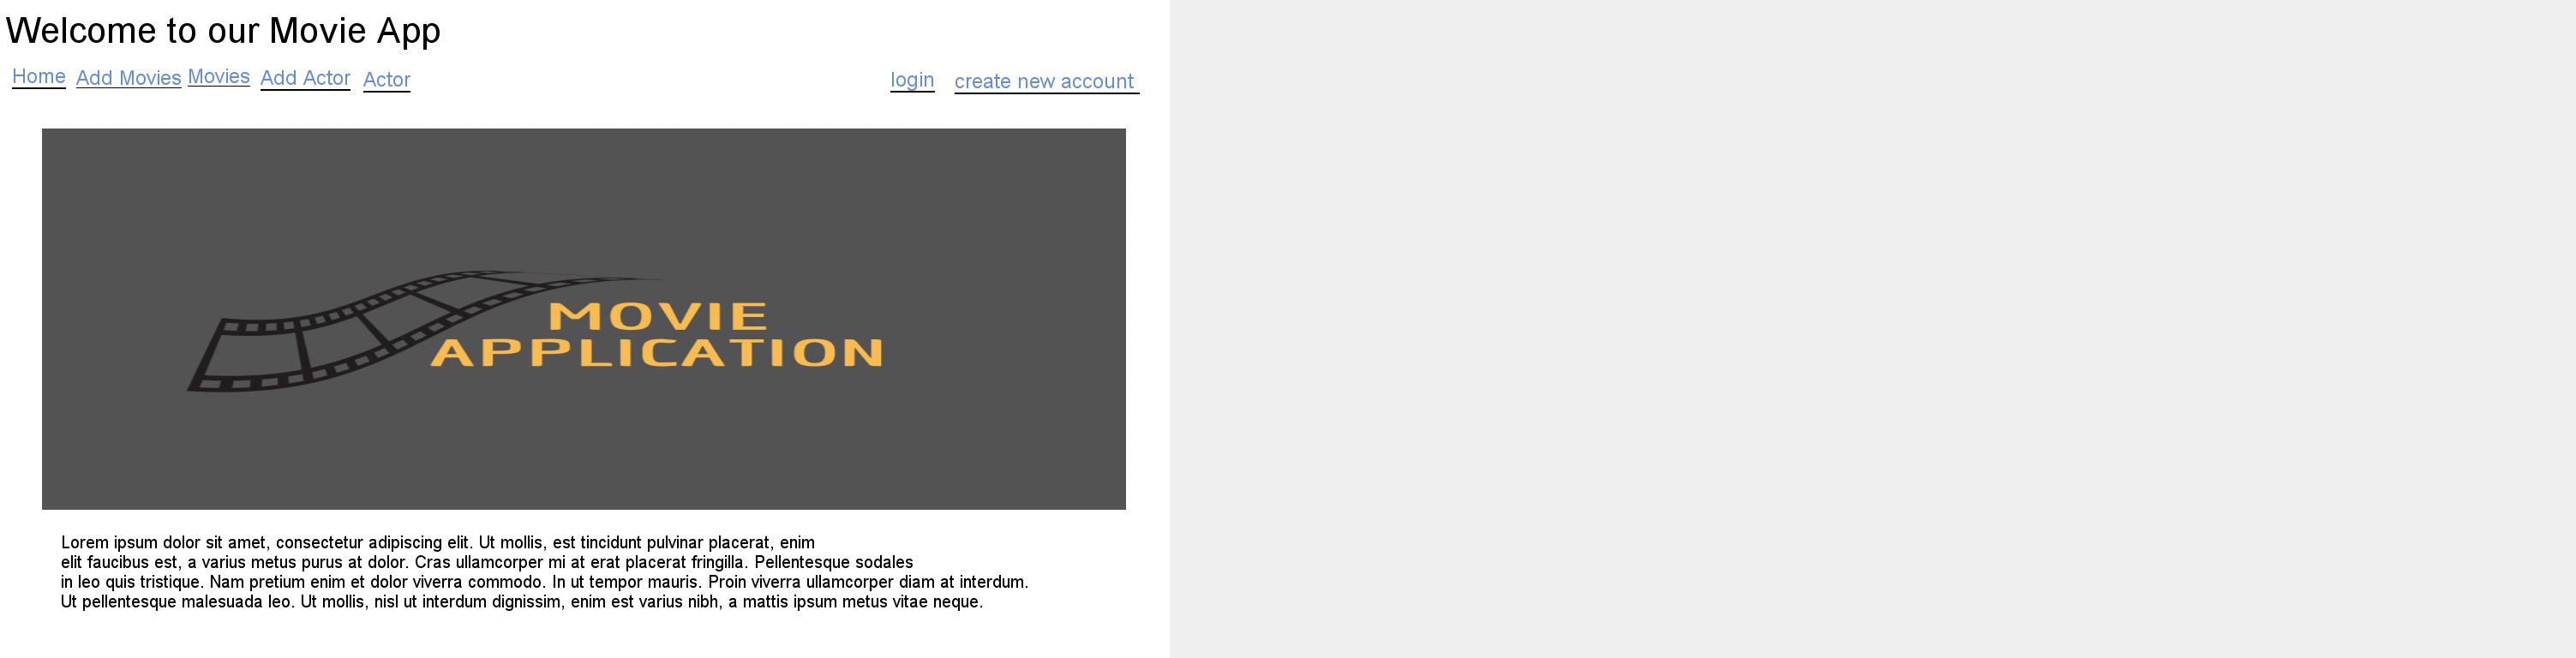 Welcome to our Movie App
Home Add Movies Movies Add Actor Actor login create new account
MOVIE
APPLICATION
Lorem ipsum dolor sit amet, consectetur adipiscing elit. Ut mollis, est tincidunt pulvinar placerat, enim
elit faucibus est, a varius metus purus at dolor. Cras ullamcorper mi at erat placerat fringilla. Pellentesque sodales
in leo quis tristique. Nam pretium enim et dolor viverra commodo. In ut tempor mauris. Proin viverra ullamcorper diam at interdum.
Ut pellentesque malesuada leo. Ut mollis, nisl ut interdum dignissim, enim est varius nibh, a mattis ipsum metus vitae neque.